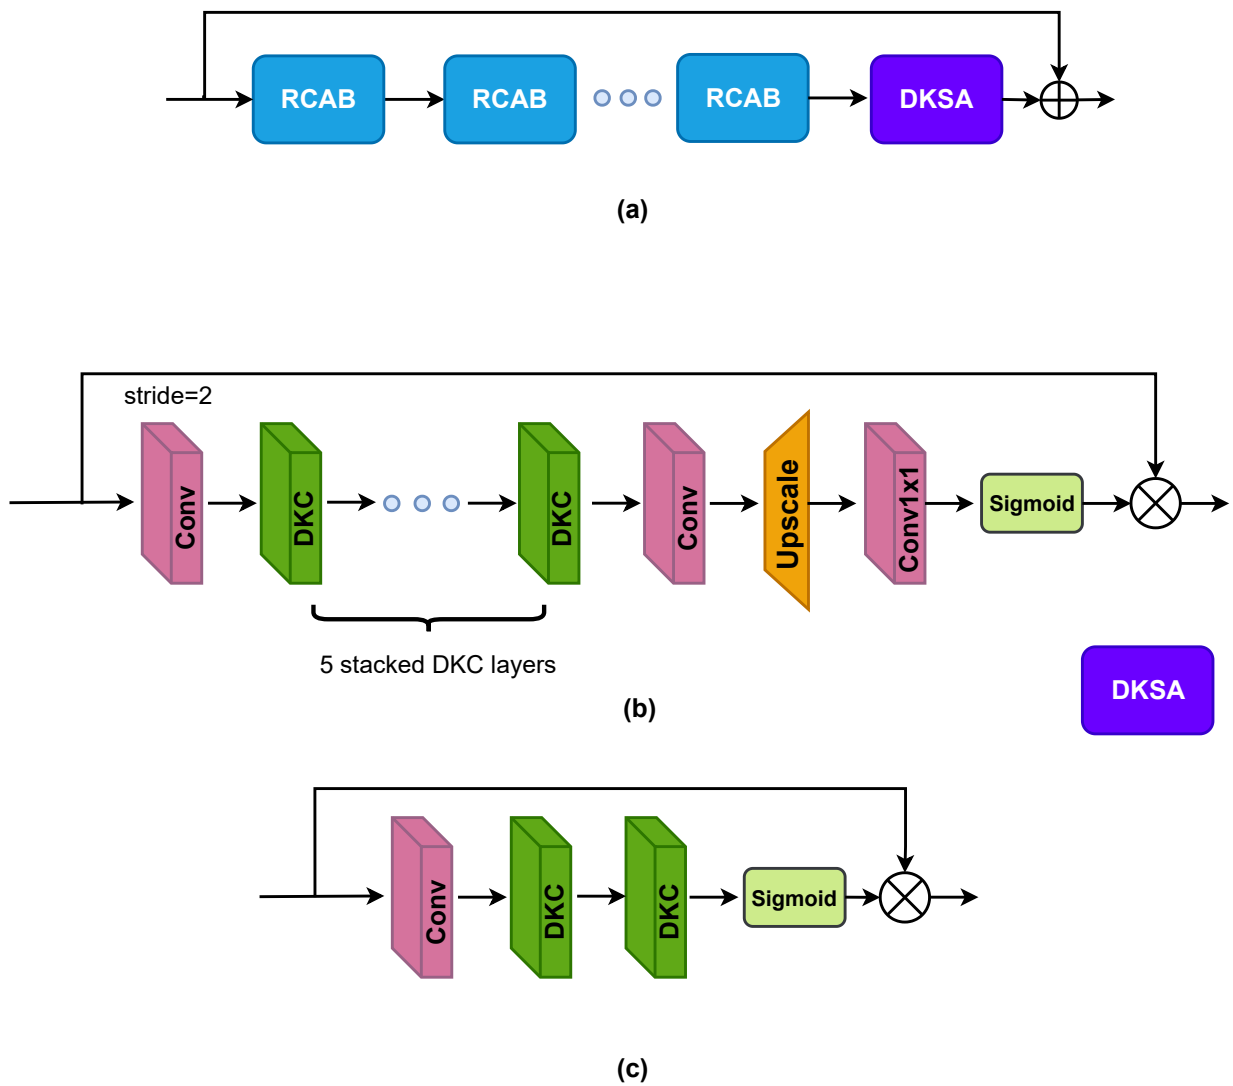 RCAB
RCAB
RCAB
DKSA
(a)
stride=2
Conv
DKC
DKC
Conv
Upscale
Conv1x1
Sigmoid
5 stacked DKC layers
(b)
DKSA
Conv
DKC
DKC
Sigmoid
(c)